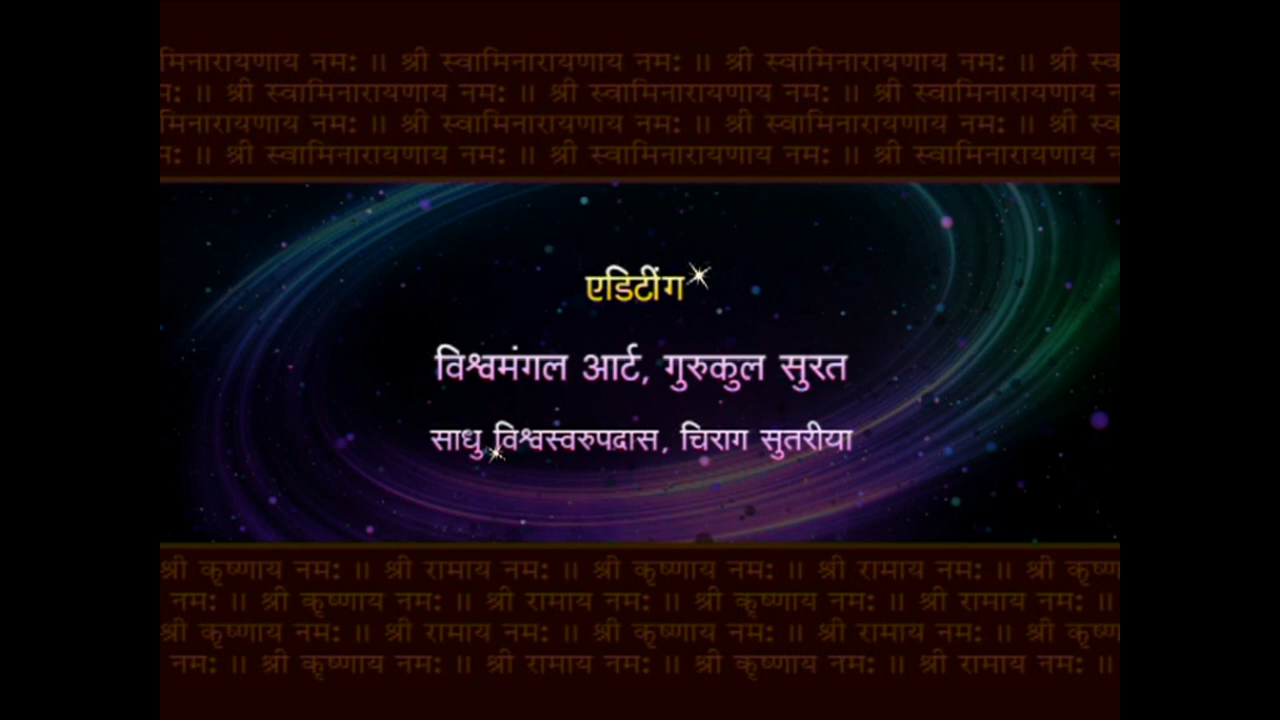 मिनारायणाय नमः ॥ श्री स्वामिनारायणाय नमः ॥ श्री स्वामिनारायणाय नमः ॥ श्री स्व
मः ॥ श्री स्वामिनारायणाय नमः ॥ श्री स्वामिनारायणाय नमः ॥ श्री स्वामिनारायणाय न
मिनारायणाय नमः ॥ श्री स्वामिनारायणाय नमः ॥ श्री स्वामिनारायणाय नमः ॥ श्री स्व
मः ॥ श्री स्वामिनारायणाय नमः ॥ श्री स्वामिनारायणाय नमः ॥ श्री स्वामिनारायणाय न
एडिटींग
विश्वमंगल आर्ट, गुरुकुल सुरत
साधु विश्वस्वरुपदास, चिराग सुतरीया
श्री कृष्णाय नमः ॥ श्री रामाय नमः ॥ श्री कृष्णाय नमः ॥ श्री रामाय नमः ॥ श्री कृष्ण
नमः ॥ श्री कृष्णाय नमः ॥ श्री रामाय नमः ॥ श्री कृष्णाय नमः ॥ श्री रामाय नमः ॥
श्री कृष्णाय नमः ॥ श्री रामाय नमः ॥ श्री कृष्णाय नमः ॥ श्री रामाय नमः ॥ श्री कृष्ण
नमः ॥ श्री कृष्णाय नमः ॥ श्री रामाय नमः ॥ श्री कृष्णाय नमः ॥ श्री रामाय नमः ॥